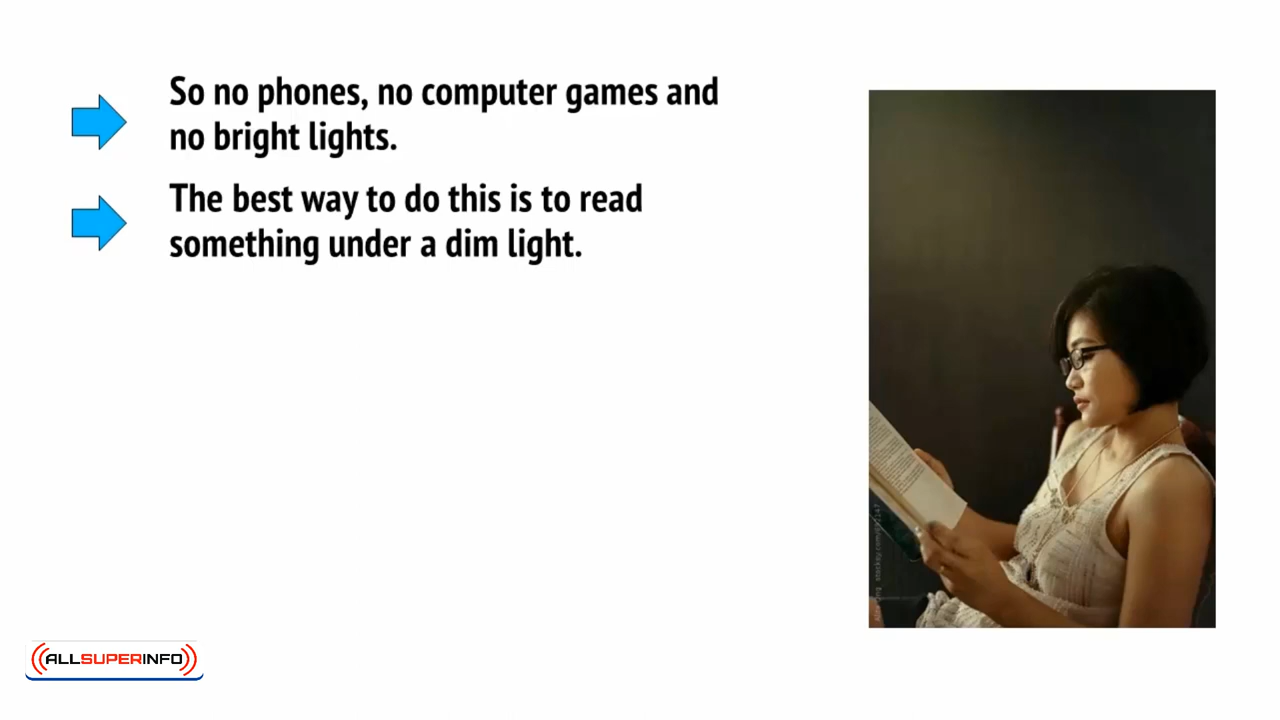 So no phones, no computer games and
no bright lights.
The best way to do this is to read
something under a dim light.
ALLSUPERINFO